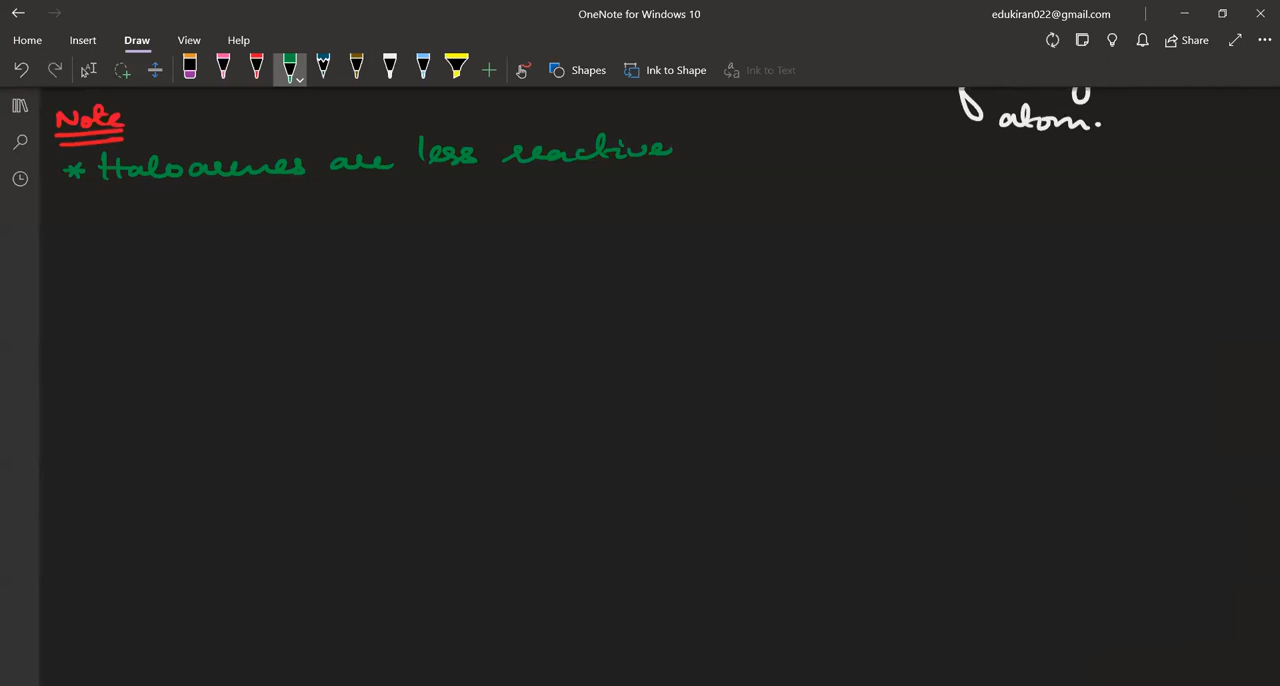 OneNote for Windows 10
edukiran022@gmail.com
Home Insert Draw View Help
Share
Shapes
Ink to Shape
Ink to Text
atom.
Note
* Haloarenes are less reactive